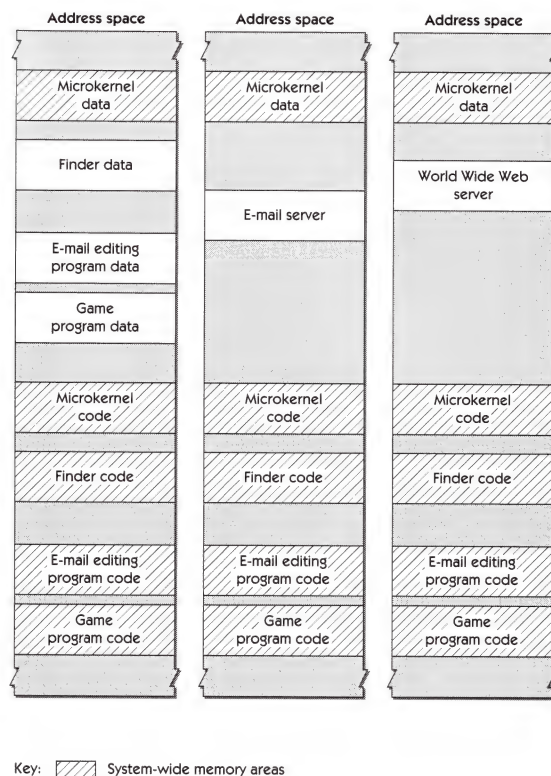 Address space
Microkernel
data
Finder data
E-mail editing
program data
Game
program data
Microkernel
code
Finder code
E-mail editing
program code
Game
program code
Address space
Microkernel
data
E-mail server
Microkernel
code
Finder code
E-mail editing
program code
Game
program code
Address space
Microkernel
data
World Wide Web
server
Microkernel
code
Finder code
E-mail editing
program code
Game
program code
Key: System-wide memory areas